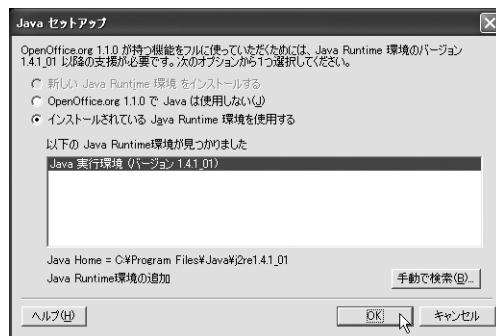 Java セットアップ
OpenOffice.org 1.1.0 が持つ機能をフルに使っていただくためには、Java Runtime 環境のバージョン
1.4.1_01 以降の支援が必要です。次のオプションから1つ選択してください。
新しい Java Runtime 環境 をインストールする
OpenOffice.org 1.1.0 で Java は使用しない(J)
インストールされている Java Runtime 環境を使用する
以下の Java Runtime環境が見つかりました
Java 実行環境 (バージョン 1.4.1_01)
Java Home = C:¥Program Files¥Java¥j2re1.4.1_01
Java Runtime環境の追加
手動で検索(B)...
ヘルプ(H)
OK
キャンセル